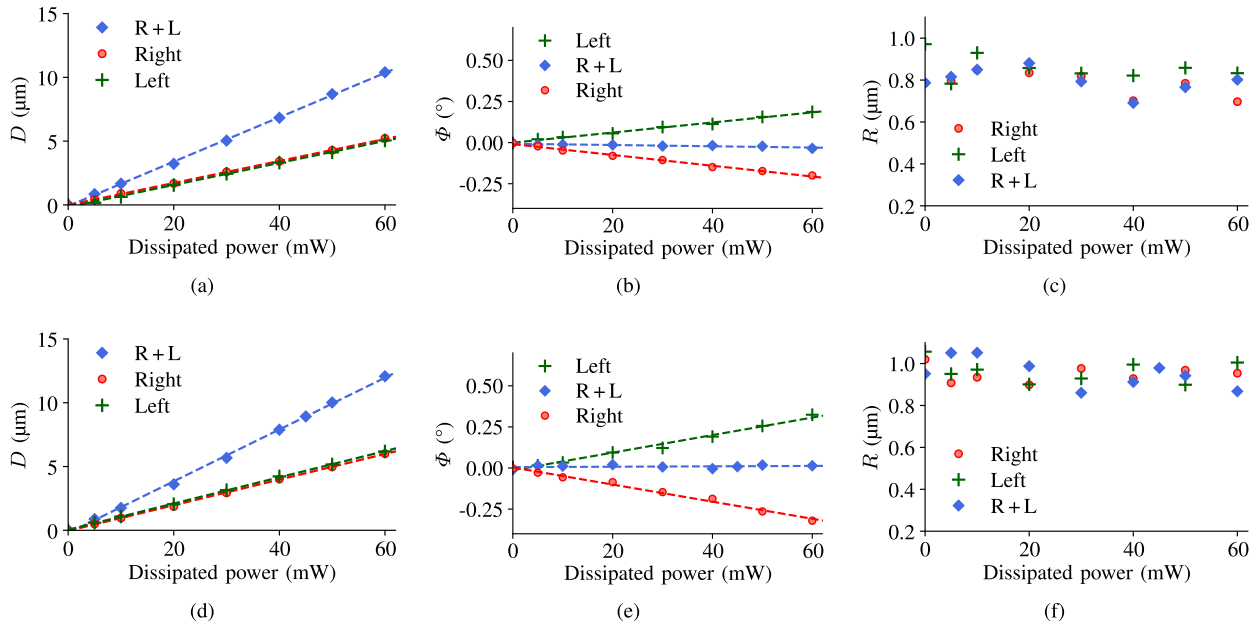 15
10
5
0
D (μm)
R + L
Right
Left
0 20 40 60
Dissipated power (mW)
(a)
0.50
0.25
0.00
-0.25
Φ (°)
Left
R + L
Right
0 20 40 60
Dissipated power (mW)
(b)
1.0
0.8
0.6
0.4
0.2
R (μm)
Right
Left
R + L
0 20 40 60
Dissipated power (mW)
(c)
15
10
5
0
D (μm)
R + L
Right
Left
0 20 40 60
Dissipated power (mW)
(d)
0.50
0.25
0.00
-0.25
Φ (°)
Left
R + L
Right
0 20 40 60
Dissipated power (mW)
(e)
1.0
0.8
0.6
0.4
0.2
R (μm)
Right
Left
R + L
0 20 40 60
Dissipated power (mW)
(f)